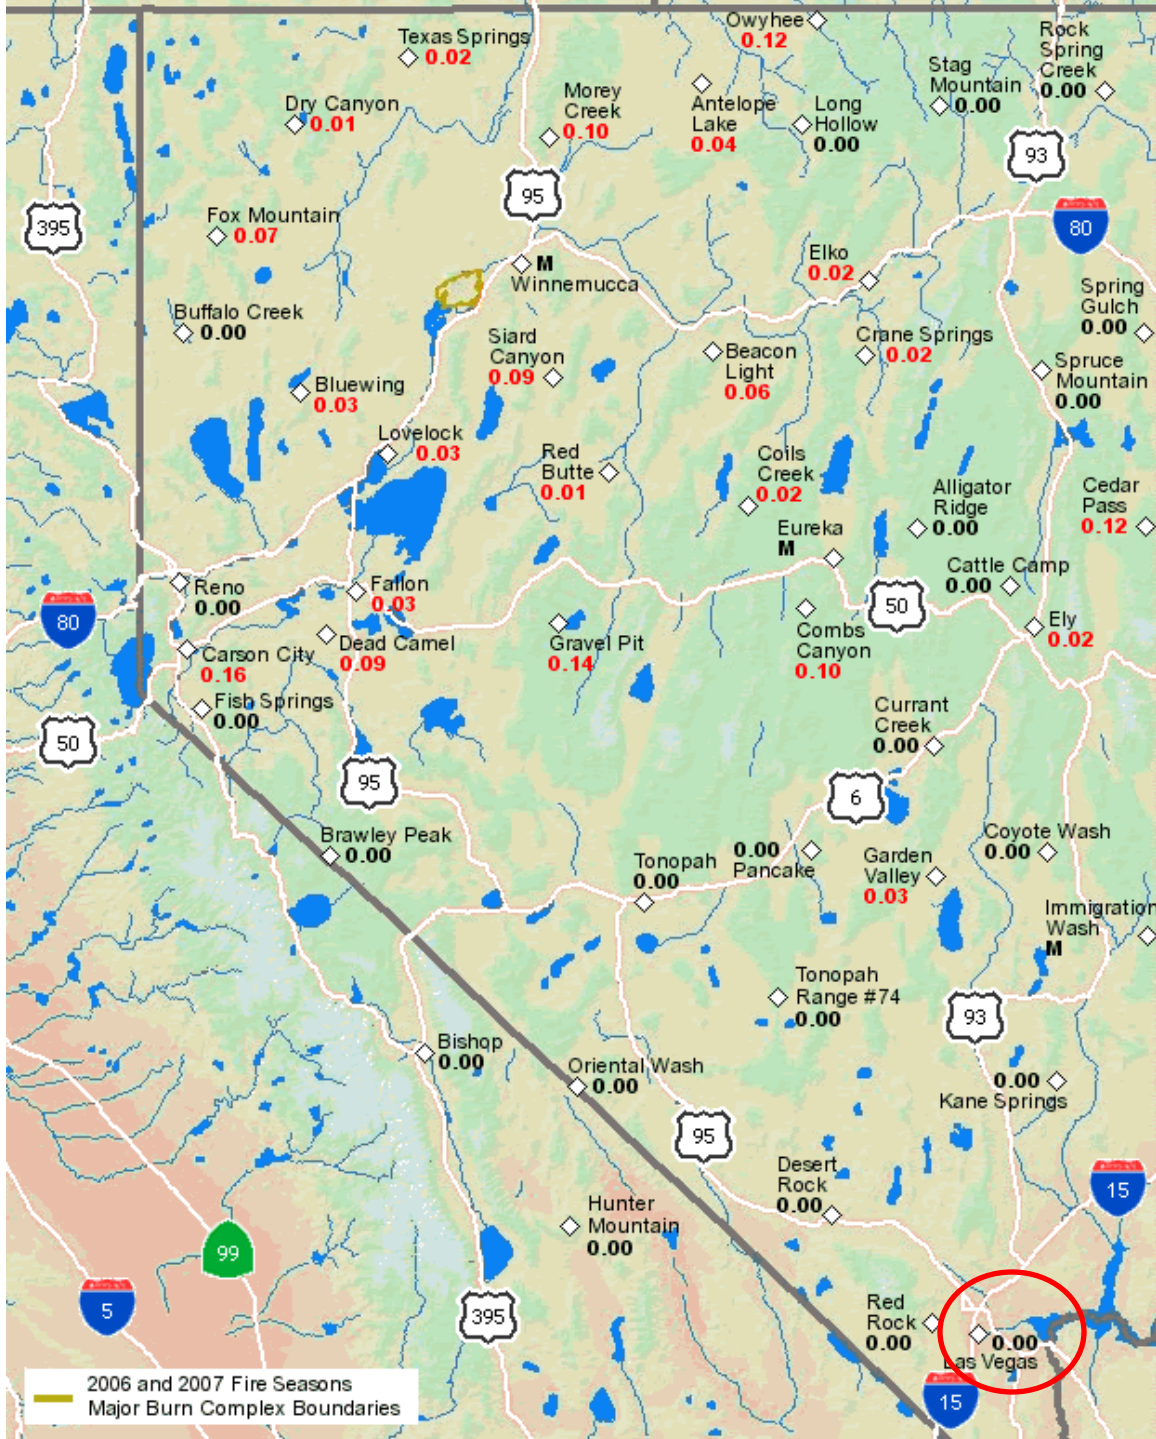 Owyhee
0.12
Texas Springs
0.02
Rock
Spring
Creek
0.00
Stag
Mountain
0.00
Morey
Creek
0.10
Dry Canyon
0.01
Antelope
Lake
0.04
Long
Hollow
0.00
93
95
395
Fox Mountain
0.07
80
M
Winnemucca
Elko
0.02
Spring
Gulch
0.00
Buffalo Creek
0.00
Siard
Canyon
0.09
Beacon
Light
0.06
Crane Springs
0.02
Spruce
Mountain
0.00
Bluewing
0.03
Lovelock
0.03
Red
Butte
0.01
Coils
Creek
0.02
Alligator
Ridge
0.00
Cedar
Pass
0.12
Eureka
M
Reno
0.00
Fallon
0.03
Cattle Camp
0.00
50
80
Dead Camel
0.09
Gravel Pit
0.14
Combs
Canyon
0.10
Ely
0.02
Carson City
0.16
Fish Springs
0.00
50
Currant
Creek
0.00
95
6
Brawley Peak
0.00
Tonopah
0.00
0.00
Pancake
Garden
Valley
0.03
Coyote Wash
0.00
Immigration
Wash
M
Tonopah
Range #74
0.00
93
Bishop
0.00
Oriental Wash
0.00
0.00
Kane Springs
95
Desert
Rock
0.00
15
Hunter
Mountain
0.00
99
5
395
Red
Rock
0.00
0.00
Las Vegas
15
2006 and 2007 Fire Seasons
Major Burn Complex Boundaries